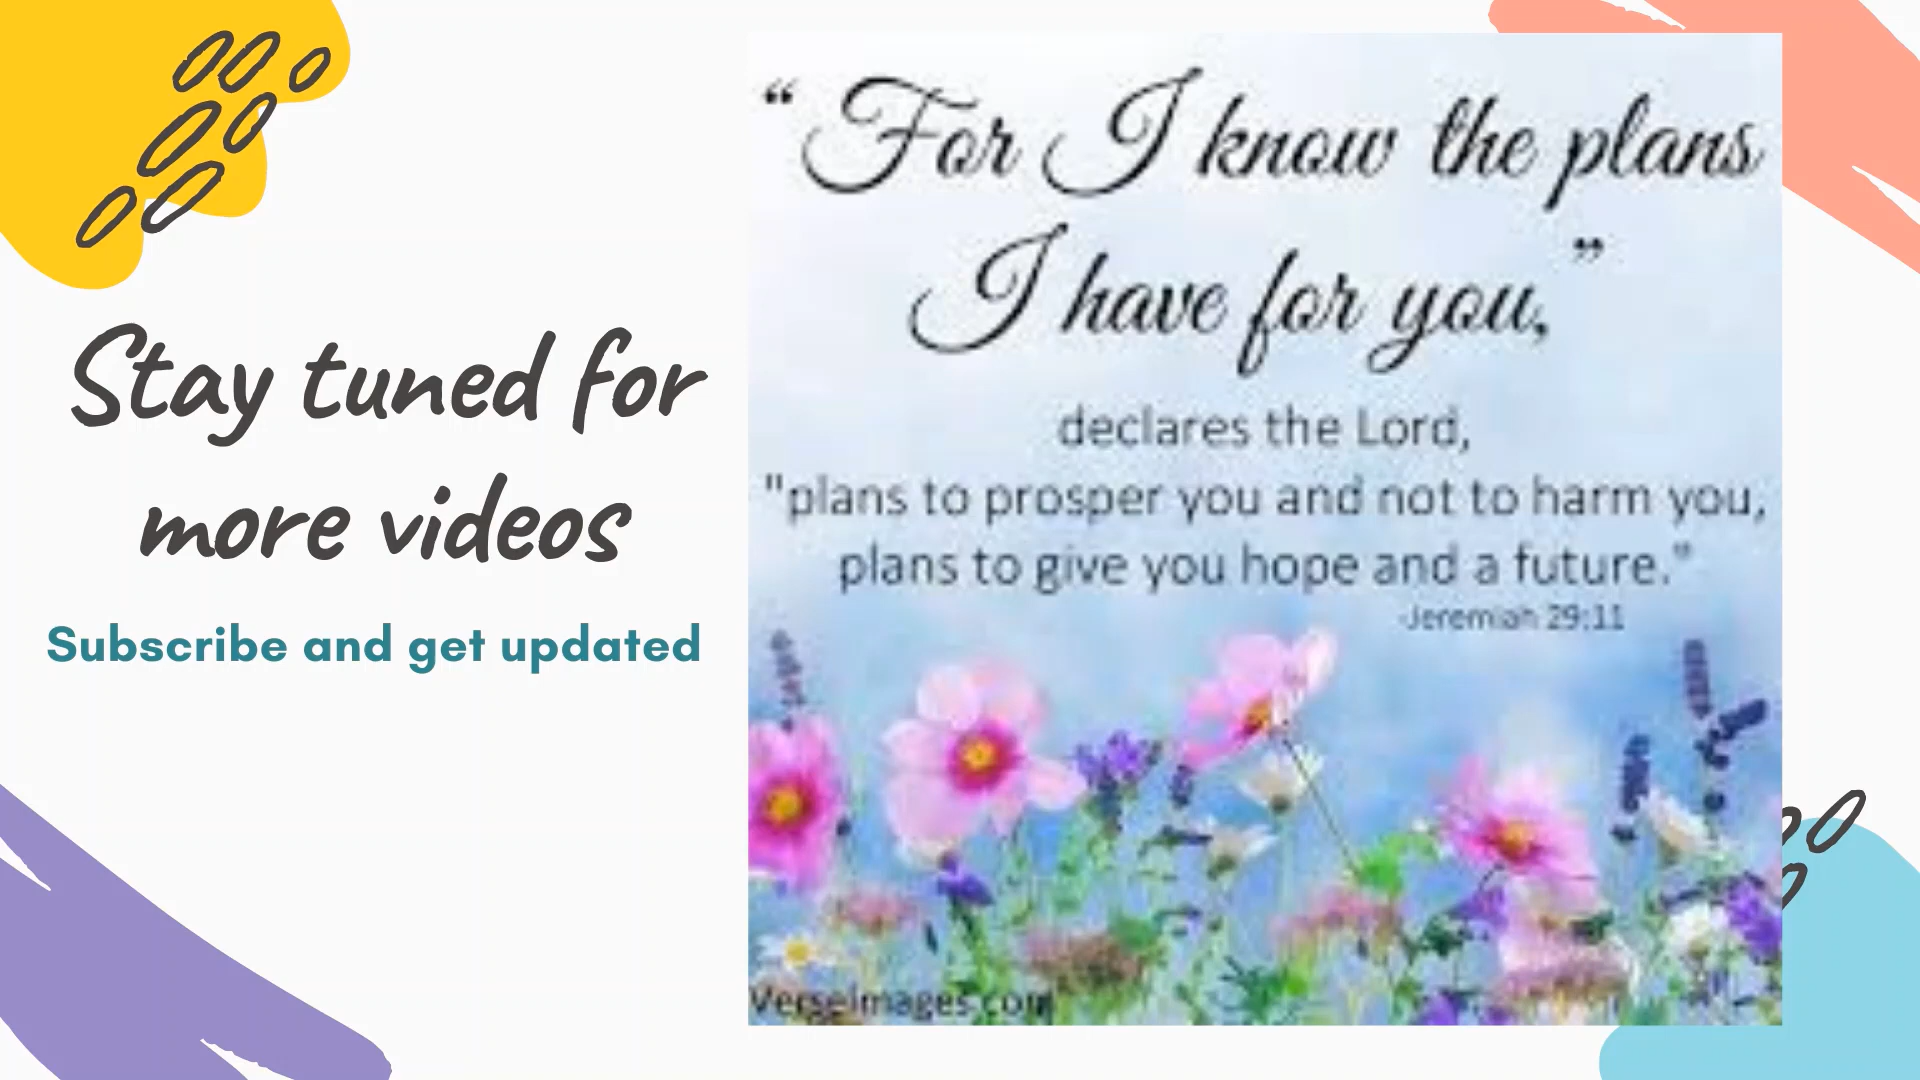 Stay tuned for
more videos
Subscribe and get updated
“For I know the plans
I have for you,”
declares the Lord,
"plans to prosper you and not to harm you,
plans to give you hope and a future."
-Jeremiah 29:11
VerseImages.com